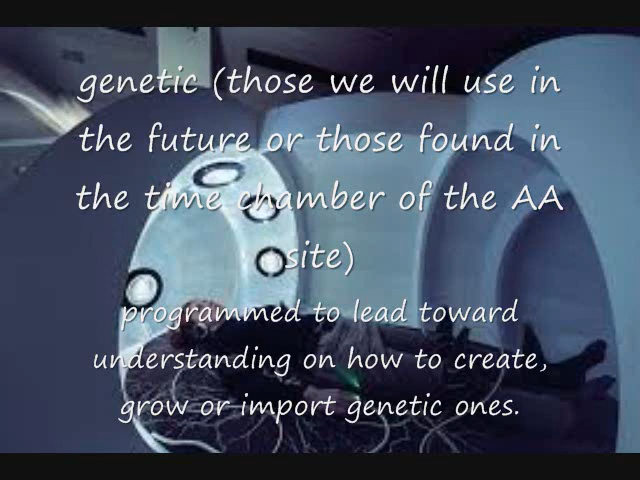 genetic (those we will use in
the future or those found in
the time chamber of the AA
site)
programmed to lead toward
understanding on how to create,
grow or import genetic ones.